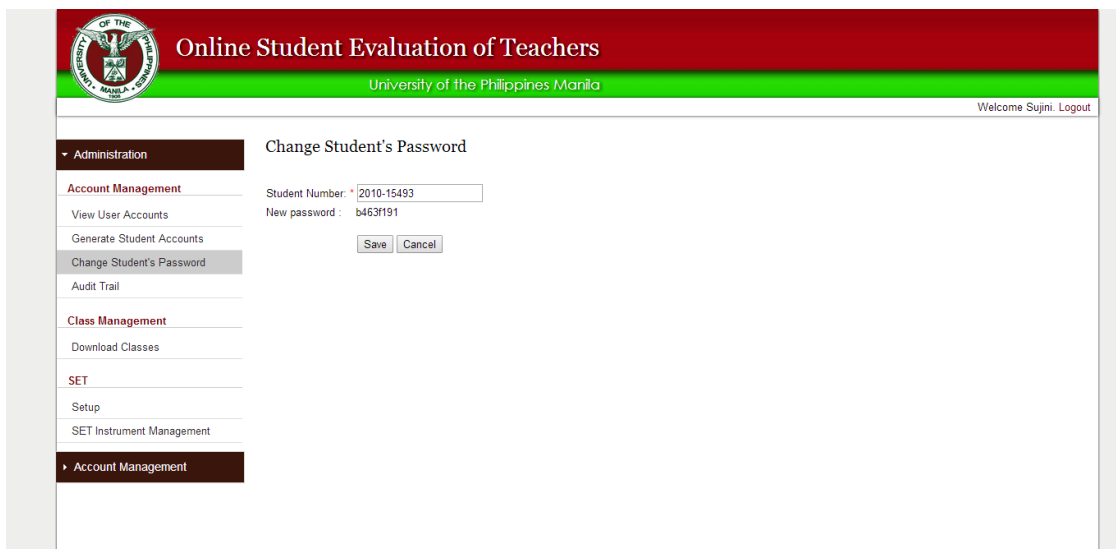 UNIVERSITY OF THE PHILIPPINES
MANILA
1908
Online Student Evaluation of Teachers
University of the Philippines Manila
Welcome Sujini. Logout
Administration
Account Management
View User Accounts
Generate Student Accounts
Change Student's Password
Audit Trail
Class Management
Download Classes
SET
Setup
SET Instrument Management
Account Management
Change Student's Password
Student Number: * 2010-15493
New password : b463f191
Save Cancel